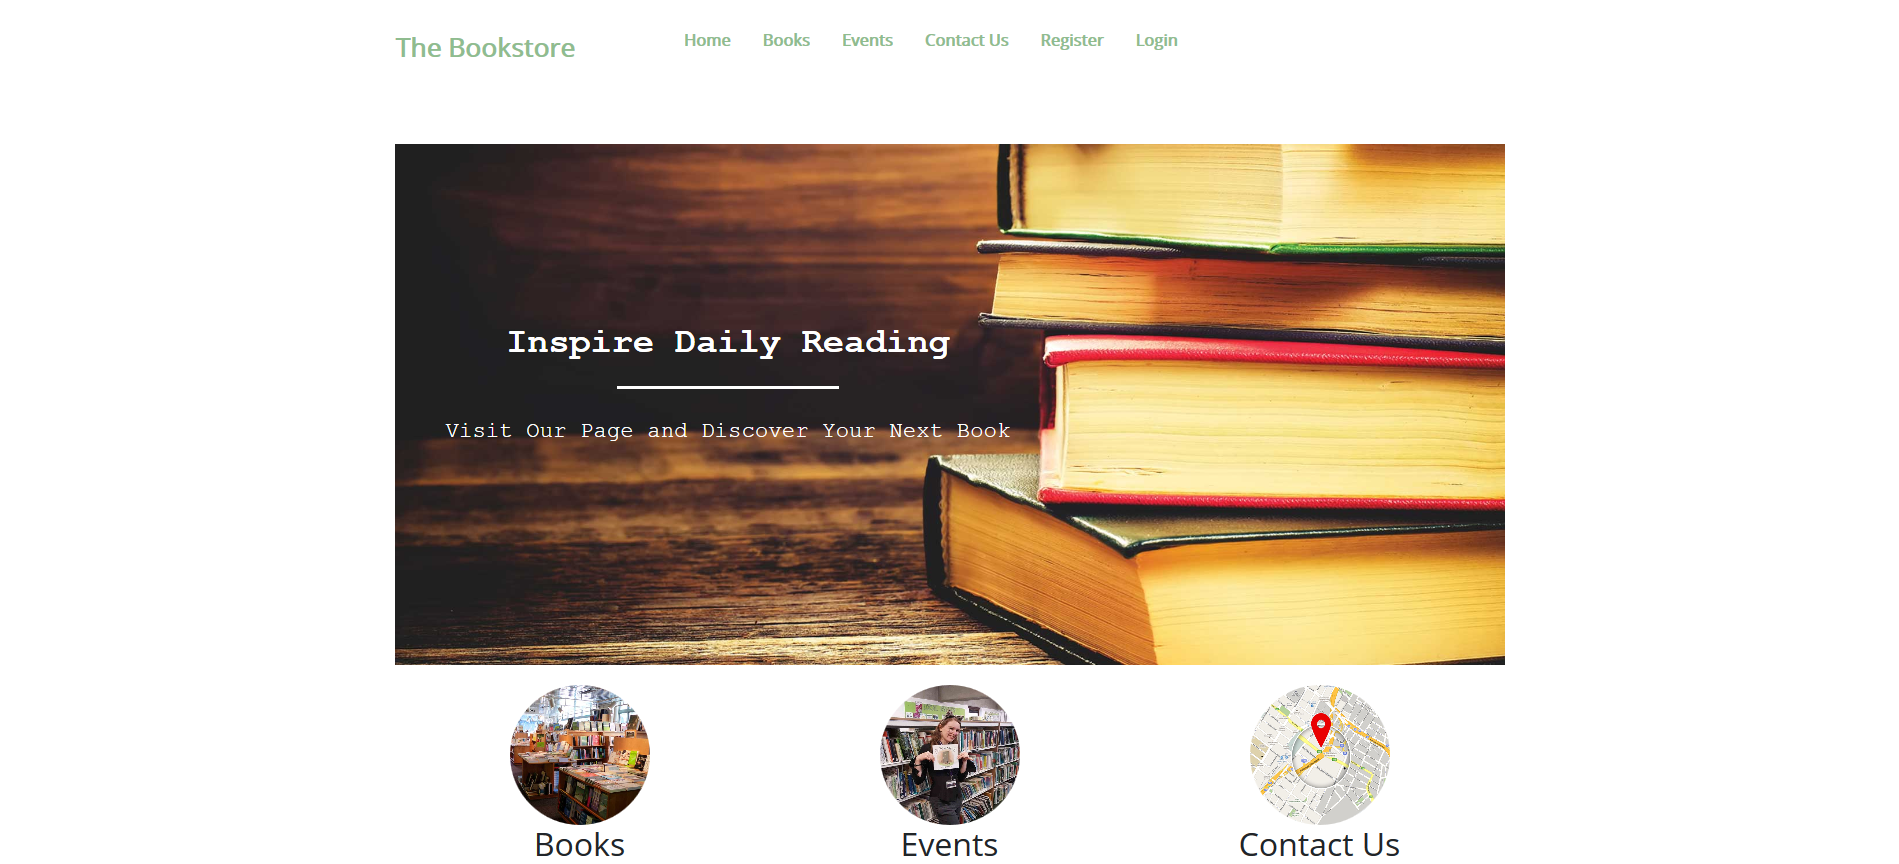 The Bookstore
Home Books Events Contact Us Register Login
Inspire Daily Reading
Visit Our Page and Discover Your Next Book
Books Events Contact Us